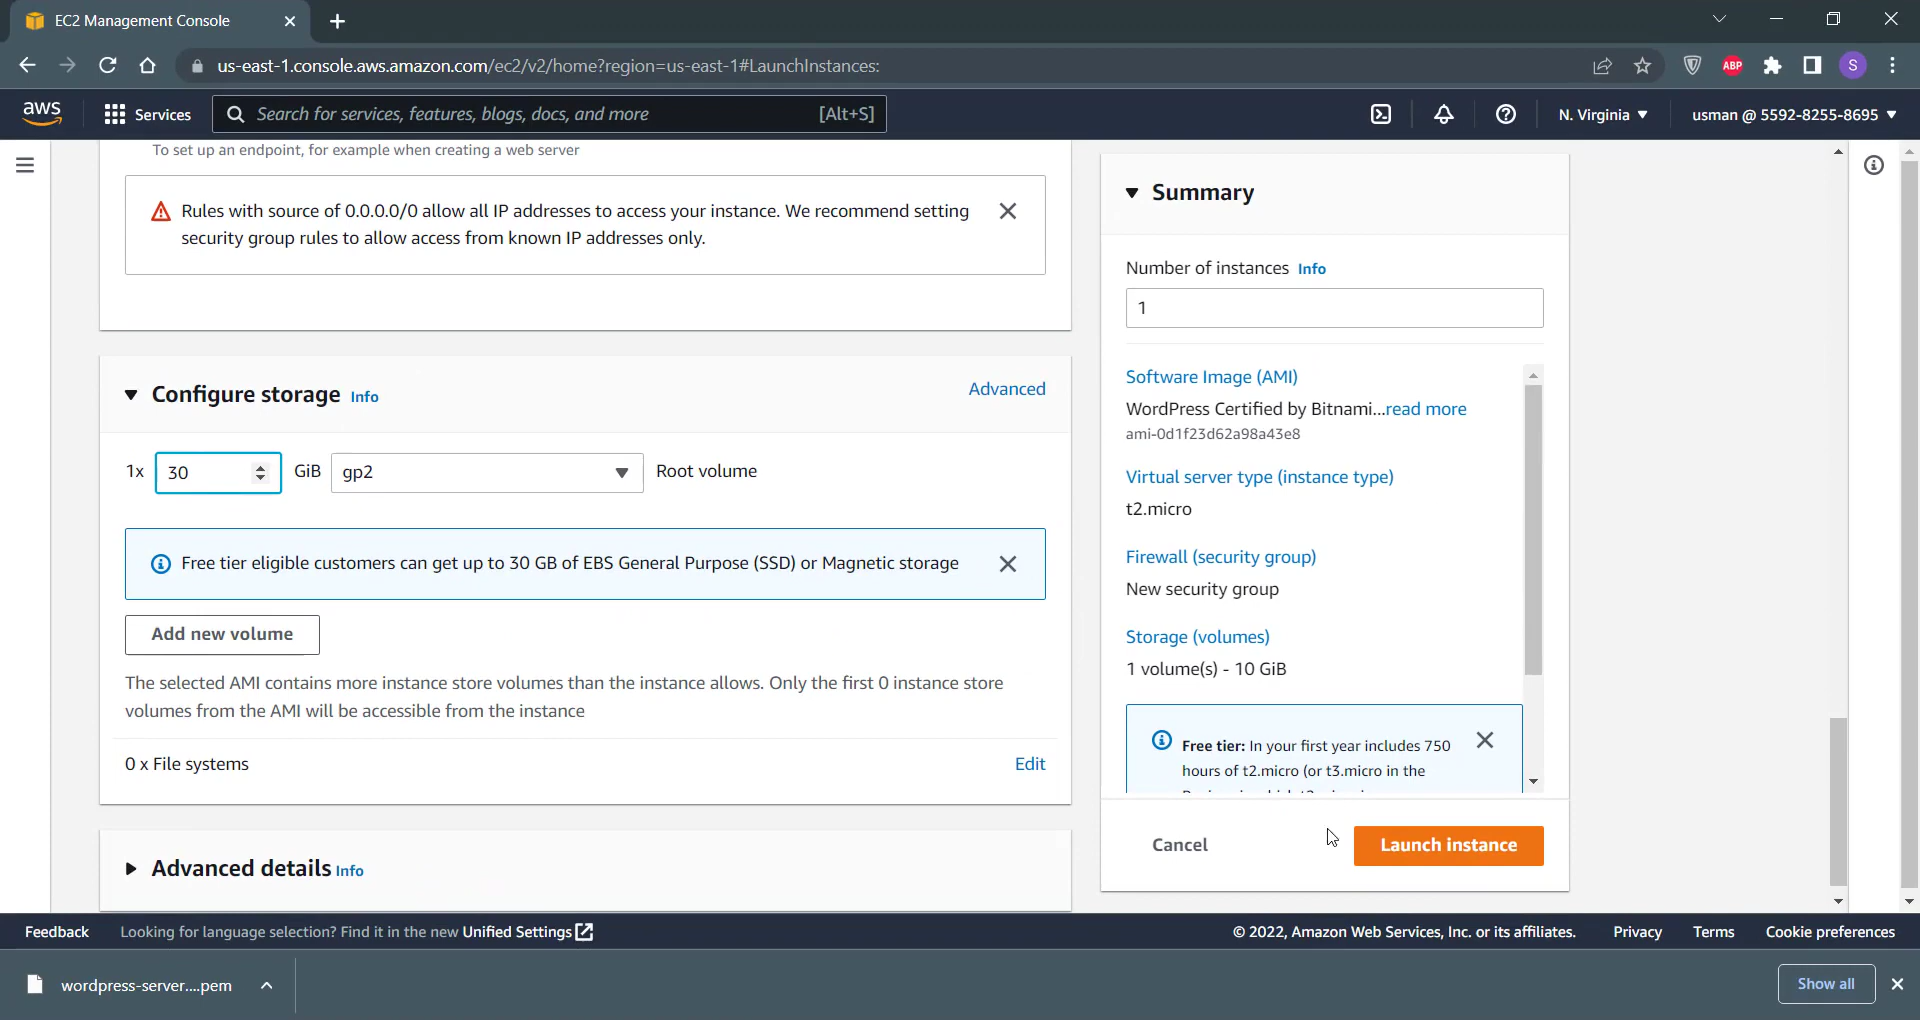 EC2 Management Console
us-east-1.console.aws.amazon.com/ec2/v2/home?region=us-east-1#LaunchInstances:
ABP
S
aws
Services
Search for services, features, blogs, docs, and more
[Alt+S]
N. Virginia
usman @ 5592-8255-8695
To set up an endpoint, for example when creating a web server
Rules with source of 0.0.0.0/0 allow all IP addresses to access your instance. We recommend setting
security group rules to allow access from known IP addresses only.
Configure storage Info
Advanced
1x 30 GiB gp2 Root volume
Free tier eligible customers can get up to 30 GB of EBS General Purpose (SSD) or Magnetic storage
Add new volume
The selected AMI contains more instance store volumes than the instance allows. Only the first 0 instance store
volumes from the AMI will be accessible from the instance
0 x File systems
Edit
Advanced details Info
Summary
Number of instances Info
1
Software Image (AMI)
WordPress Certified by Bitnami...read more
ami-0d1f23d62a98a43e8
Virtual server type (instance type)
t2.micro
Firewall (security group)
New security group
Storage (volumes)
1 volume(s) - 10 GiB
Free tier: In your first year includes 750
hours of t2.micro (or t3.micro in the
Cancel
Launch instance
Feedback
Looking for language selection? Find it in the new Unified Settings
© 2022, Amazon Web Services, Inc. or its affiliates.
Privacy
Terms
Cookie preferences
wordpress-server....pem
Show all